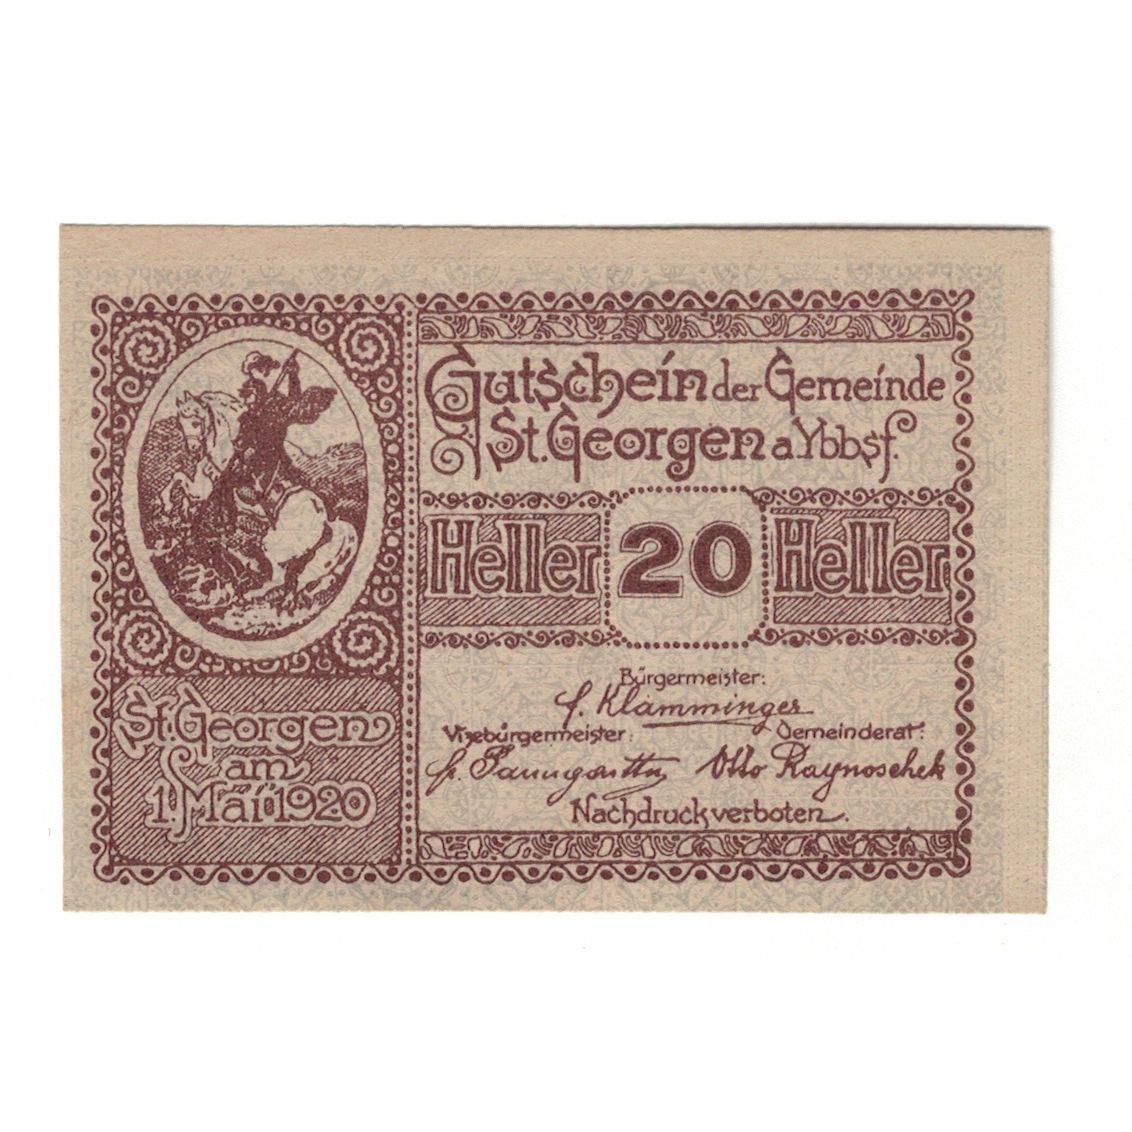 Gutschein der Gemeinde
St. Georgen a. Ybbsf.
Heller 20 Heller
Bürgermeister:
f. Klamminger
Vizebürgermeister: Gemeinderat:
Otto Raynoschek
Nachdruck verboten.
St. Georgen
am
1. Mai 1920